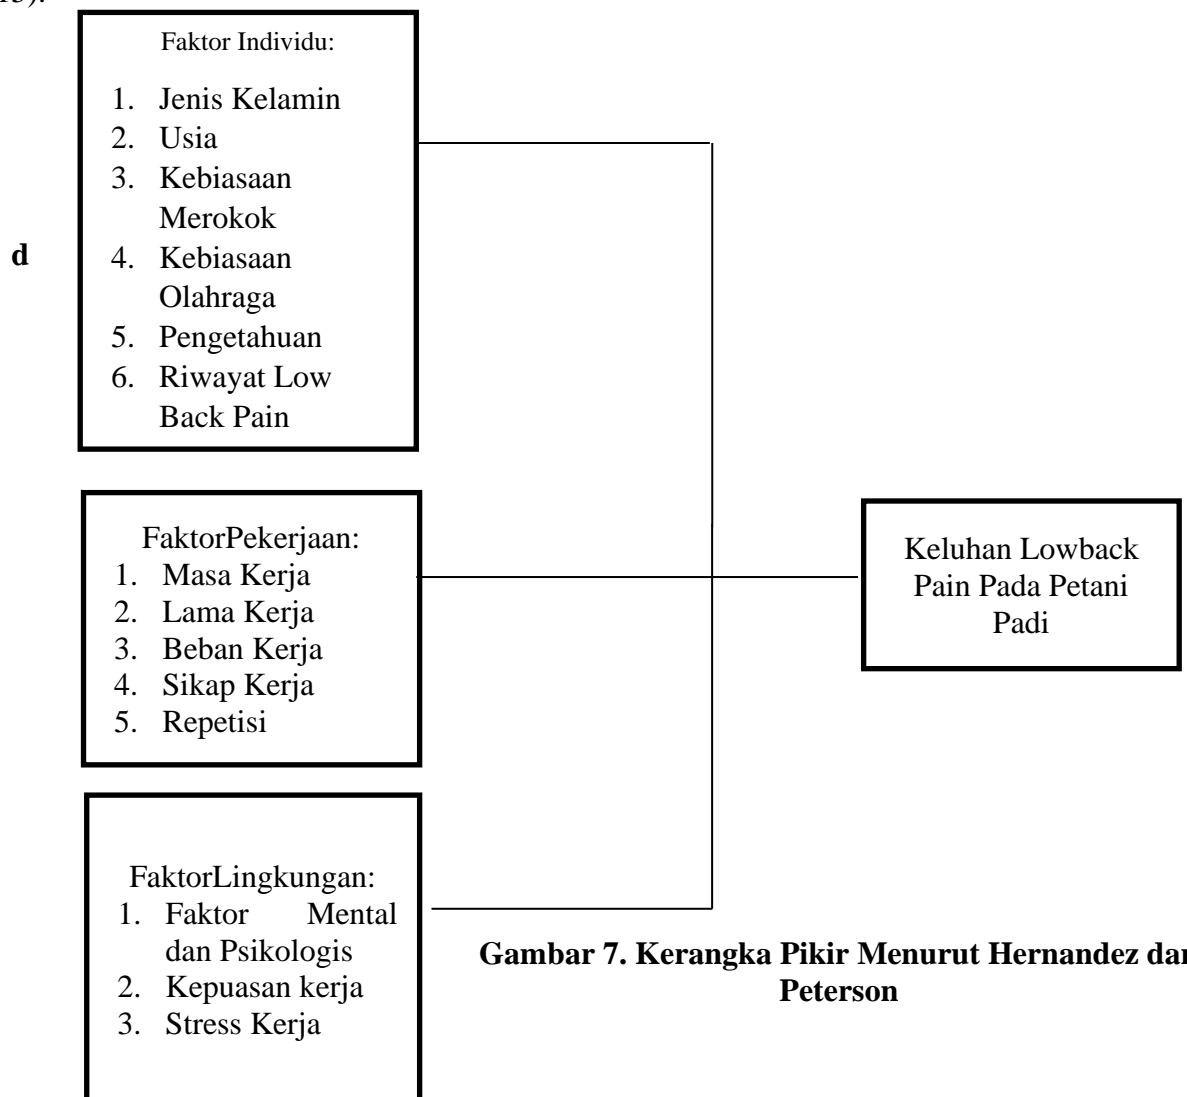 13).
Faktor Individu:
1. Jenis Kelamin
2. Usia
3. Kebiasaan
Merokok
4. Kebiasaan
Olahraga
5. Pengetahuan
6. Riwayat Low
Back Pain
d
FaktorPekerjaan:
1. Masa Kerja
2. Lama Kerja
3. Beban Kerja
4. Sikap Kerja
5. Repetisi
Keluhan Lowback
Pain Pada Petani
Padi
FaktorLingkungan:
1. Faktor Mental
dan Psikologis
2. Kepuasan kerja
3. Stress Kerja
Gambar 7. Kerangka Pikir Menurut Hernandez dan
Peterson